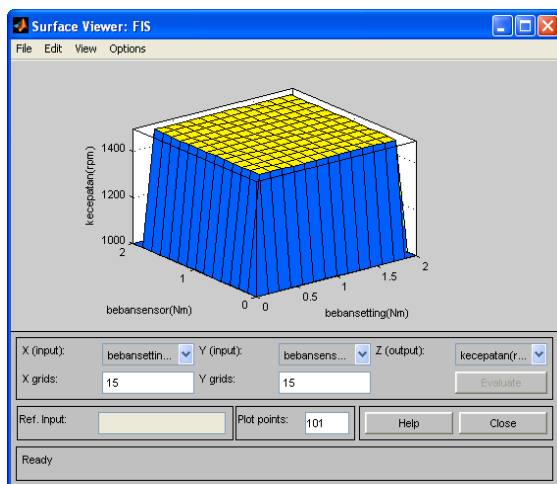 Surface Viewer: FIS
File Edit View Options
1400
1200
1000
kecepatan(rpm)
2
1
0
bebansensor(Nm)
0
0.5
1
1.5
2
bebansetting(Nm)
X (input): bebansettin... Y (input): bebansens... Z (output): kecepatan(r...
X grids: 15 Y grids: 15 Evaluate
Ref. Input: Plot points: 101 Help Close
Ready